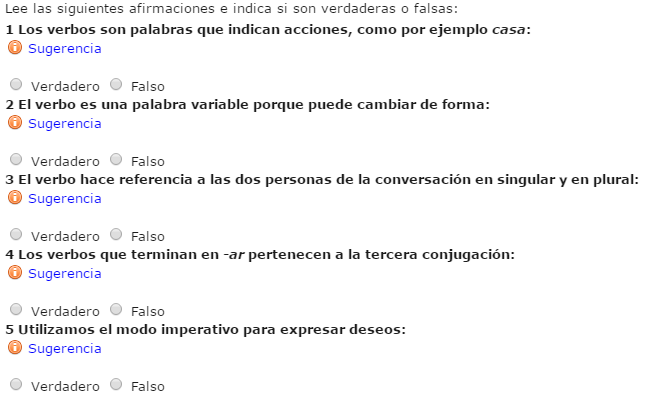 Lee las siguientes afirmaciones e indica si son verdaderas o falsas:
1 Los verbos son palabras que indican acciones, como por ejemplo casa:
Sugerencia
Verdadero Falso
2 El verbo es una palabra variable porque puede cambiar de forma:
Sugerencia
Verdadero Falso
3 El verbo hace referencia a las dos personas de la conversación en singular y en plural:
Sugerencia
Verdadero Falso
4 Los verbos que terminan en -ar pertenecen a la tercera conjugación:
Sugerencia
Verdadero Falso
5 Utilizamos el modo imperativo para expresar deseos:
Sugerencia
Verdadero Falso